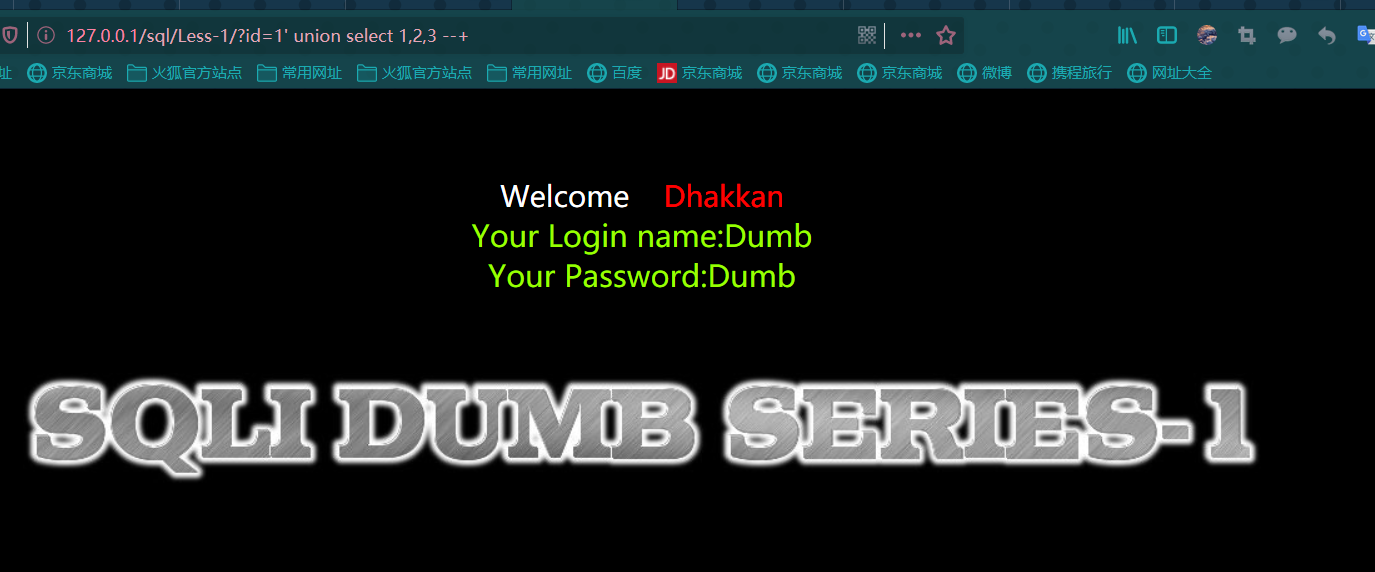 127.0.0.1/sql/Less-1/?id=1' union select 1,2,3 --+
址 京东商城 火狐官方站点 常用网址 火狐官方站点 常用网址 百度 JD 京东商城 京东商城 京东商城 微博 携程旅行 网址大全
Welcome Dhakkan
Your Login name:Dumb
Your Password:Dumb
SQLI DUMB SERIES-1